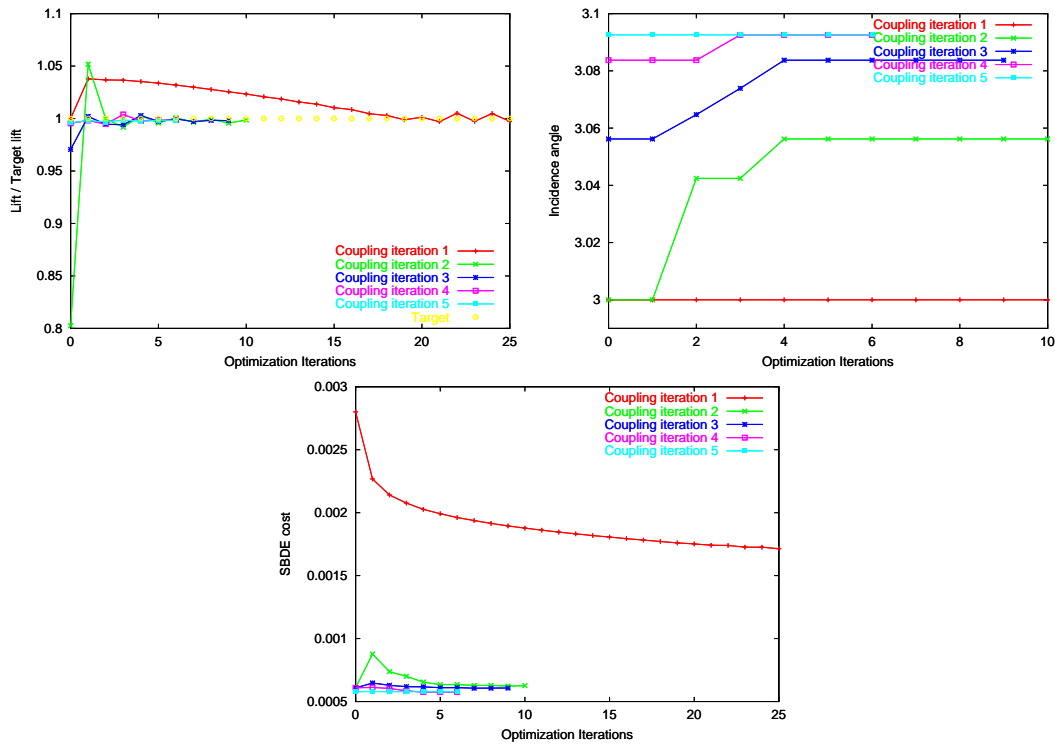 1.1
1.05
1
0.95
0.9
0.85
0.8
Lift / Target lift
Coupling iteration 1
Coupling iteration 2
Coupling iteration 3
Coupling iteration 4
Coupling iteration 5
Target
0 5 10 15 20 25
Optimization Iterations
3.1
3.08
3.06
3.04
3.02
3
Incidence angle
Coupling iteration 1
Coupling iteration 2
Coupling iteration 3
Coupling iteration 4
Coupling iteration 5
0 2 4 6 8 10
Optimization Iterations
0.003
0.0025
0.002
0.0015
0.001
0.0005
SBDE cost
Coupling iteration 1
Coupling iteration 2
Coupling iteration 3
Coupling iteration 4
Coupling iteration 5
0 5 10 15 20 25
Optimization Iterations